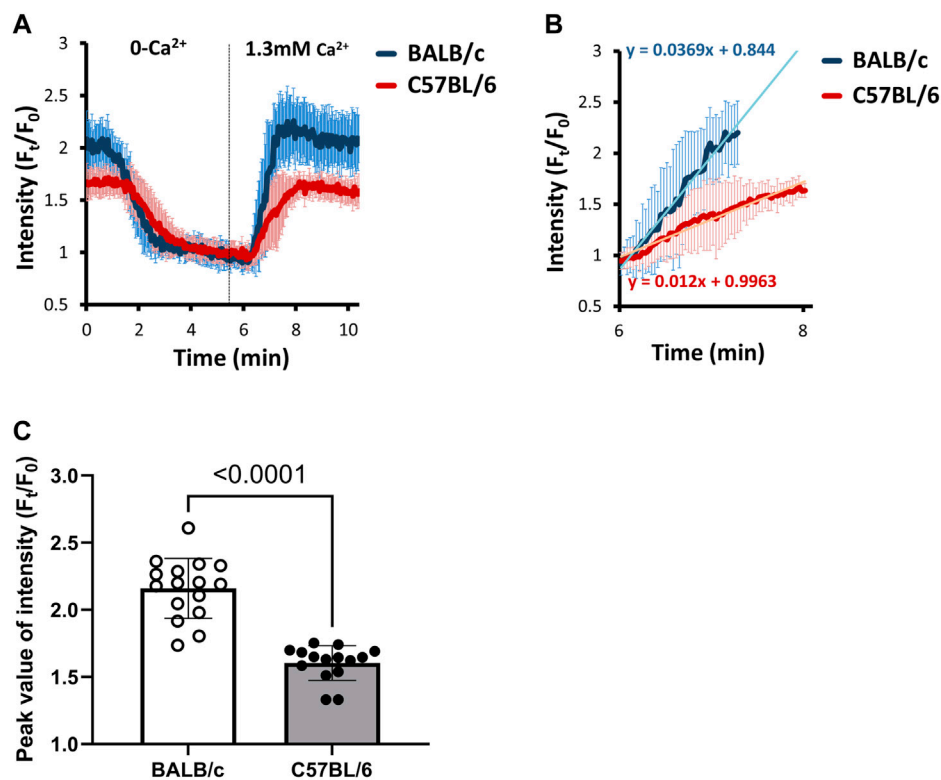 A
0-Ca²⁺
1.3mM Ca²⁺
BALB/c
C57BL/6
Intensity (Fₜ/F₀)
3
2.5
2
1.5
1
0.5
0
2
4
6
8
10
Time (min)
B
y = 0.0369x + 0.844
BALB/c
C57BL/6
Intensity (Fₜ/F₀)
3
2.5
2
1.5
1
0.5
y = 0.012x + 0.9963
6
8
Time (min)
C
<0.0001
Peak value of intensity (Fₜ/F₀)
3.0
2.5
2.0
1.5
1.0
BALB/c
C57BL/6